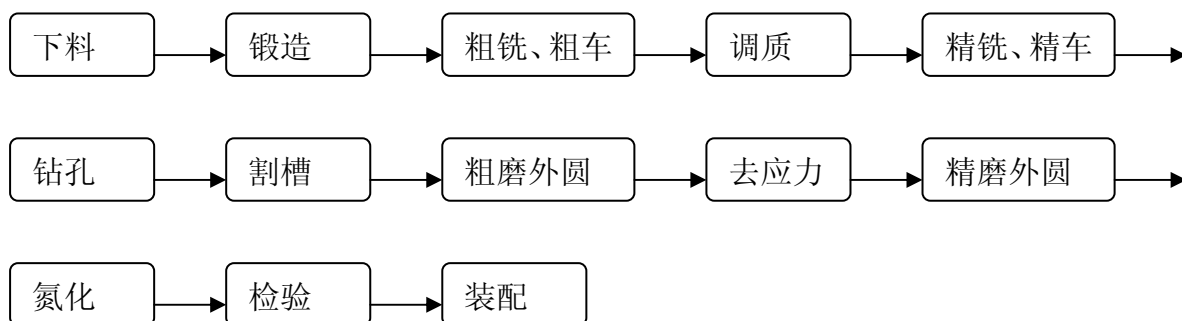 下料 锻造 粗铣、粗车 调质 精铣、精车
钻孔 割槽 粗磨外圆 去应力 精磨外圆
氮化 检验 装配